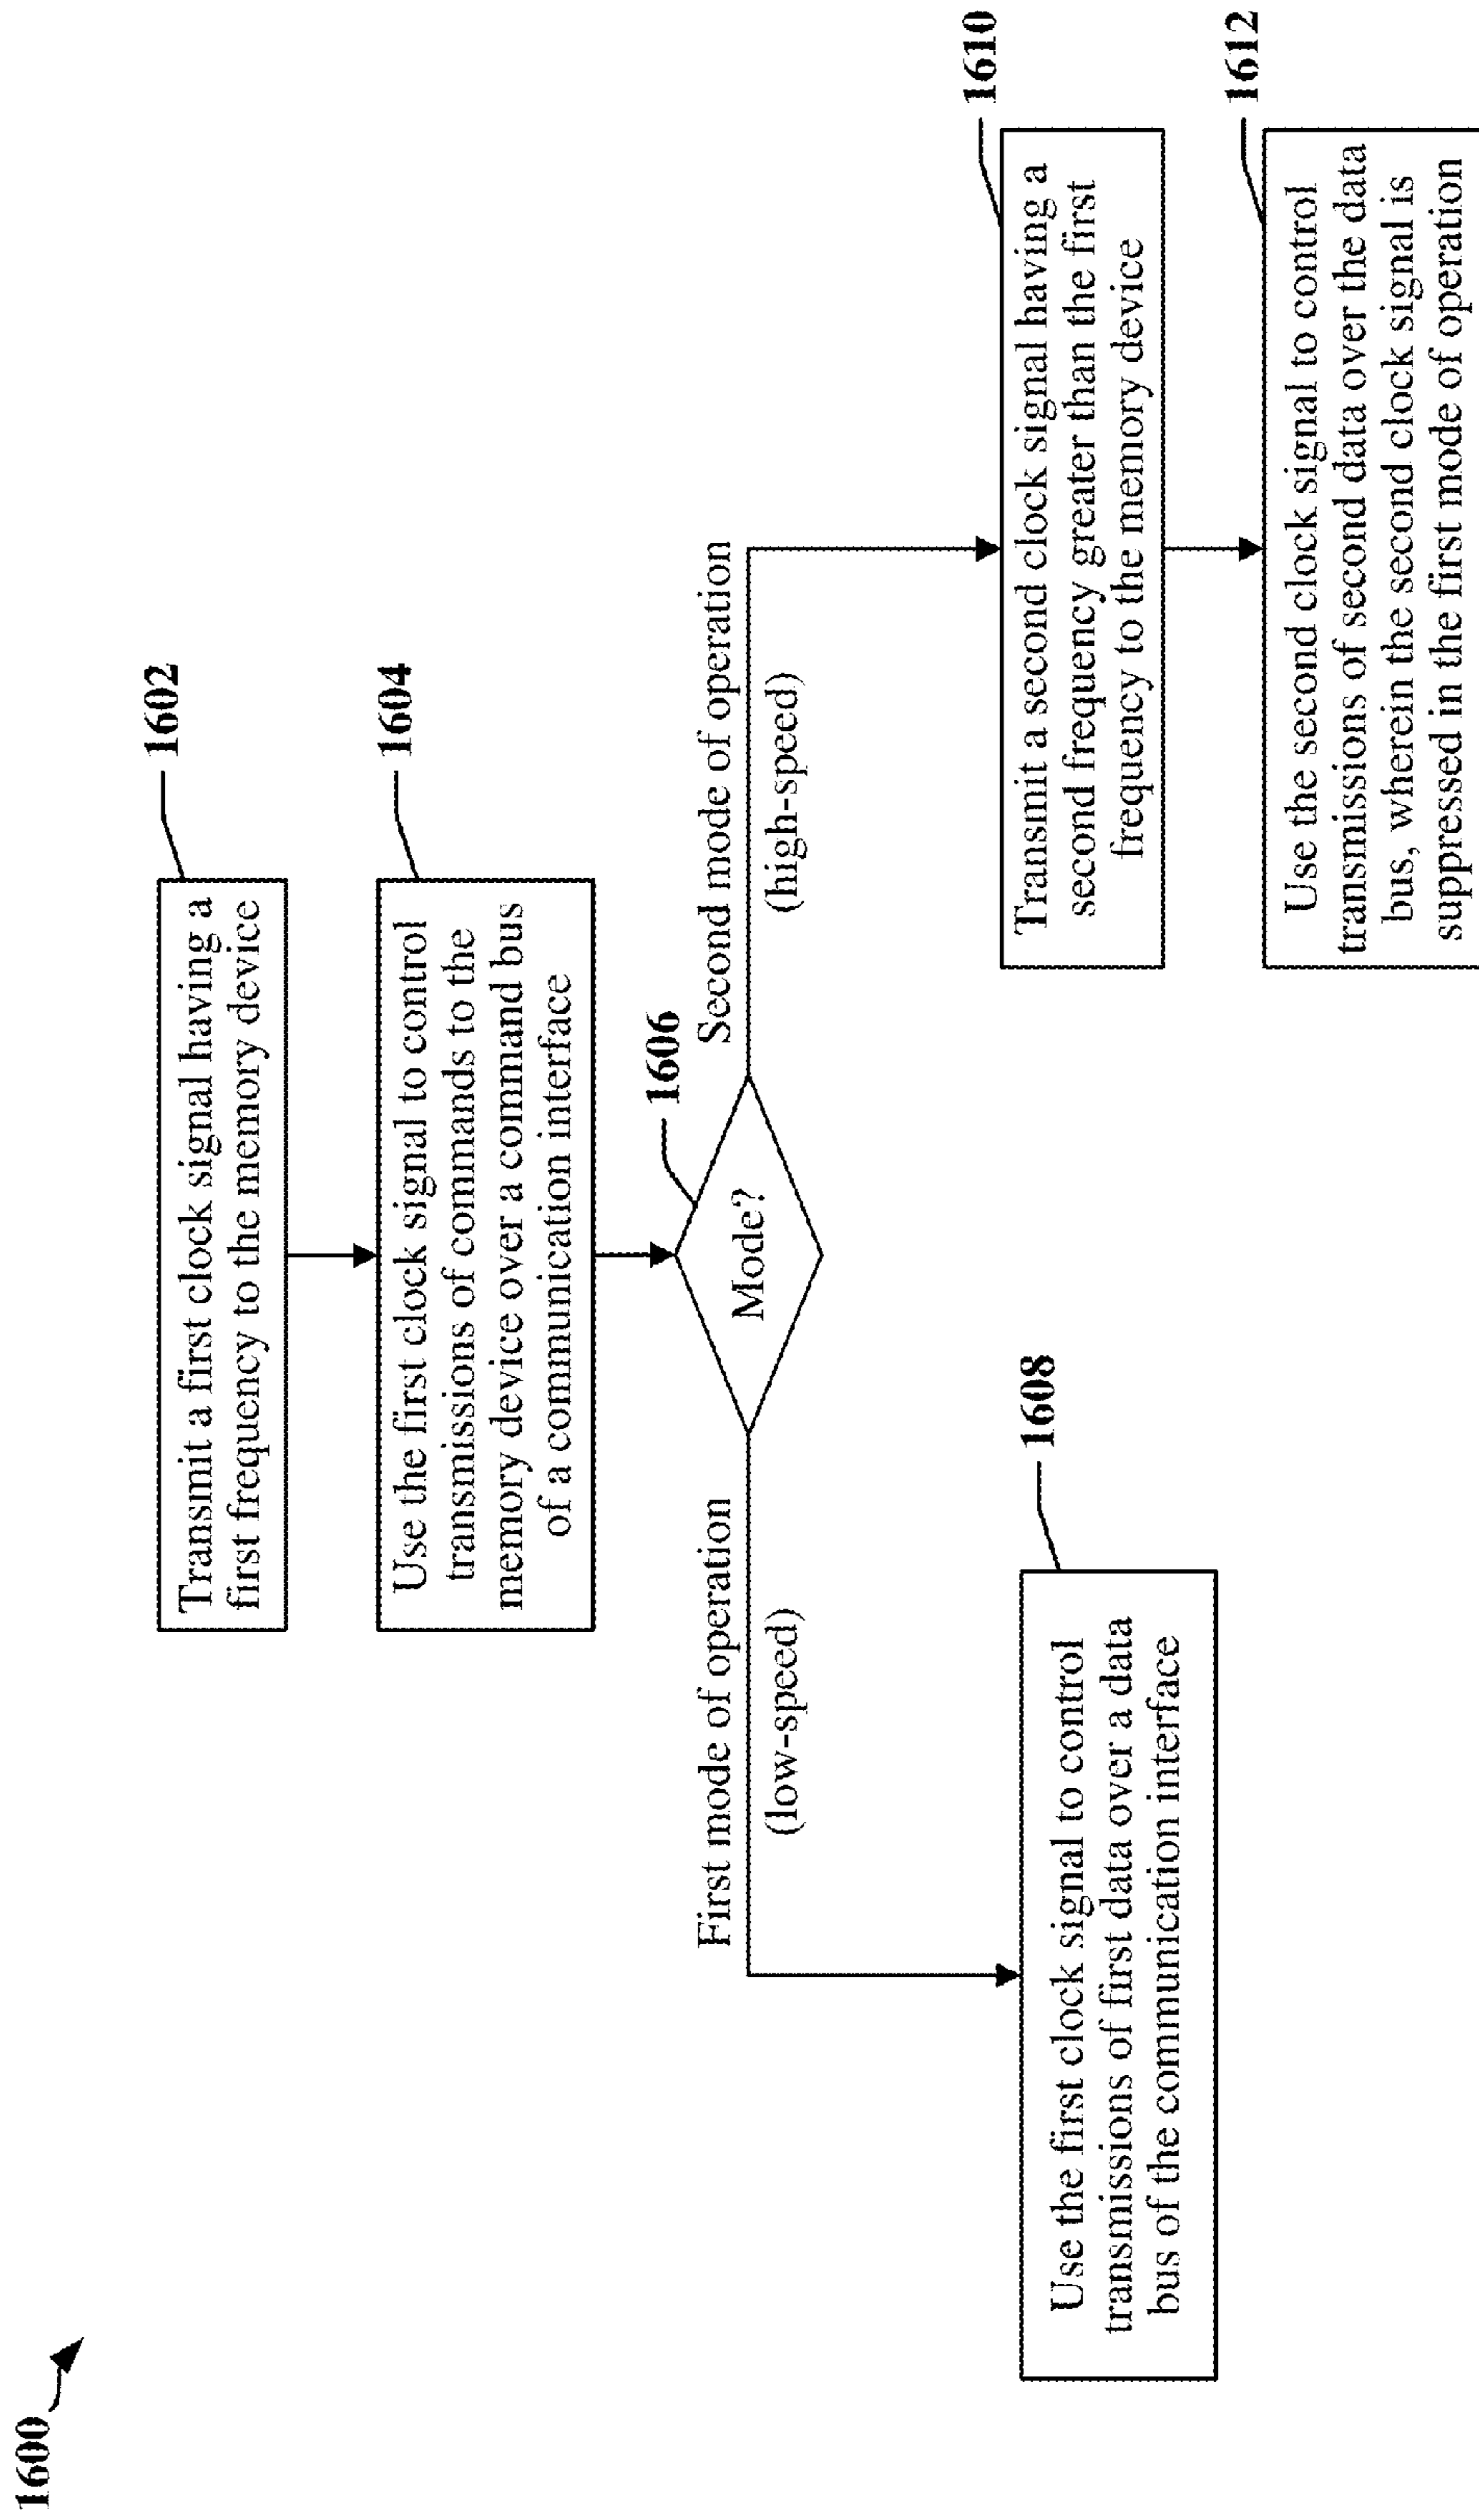 1600
1602
Transmit a first clock signal having a
first frequency to the memory device
1604
Use the first clock signal to control
transmissions of commands to the
memory device over a command bus
of a communication interface
1606
Mode?
First mode of operation
(low-speed)
Second mode of operation
(high-speed)
1608
Use the first clock signal to control
transmissions of first data over a data
bus of the communication interface
1610
Transmit a second clock signal having a
second frequency greater than the first
frequency to the memory device
1612
Use the second clock signal to control
transmissions of second data over the data
bus, wherein the second clock signal is
suppressed in the first mode of operation